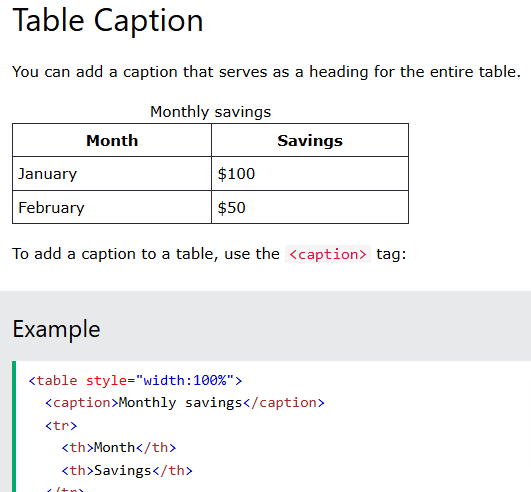 Table Caption
You can add a caption that serves as a heading for the entire table.
Monthly savings
Month Savings
January $100
February $50
To add a caption to a table, use the <caption> tag:
Example
<table style="width:100%">
<caption>Monthly savings</caption>
<tr>
<th>Month</th>
<th>Savings</th>
</tr>